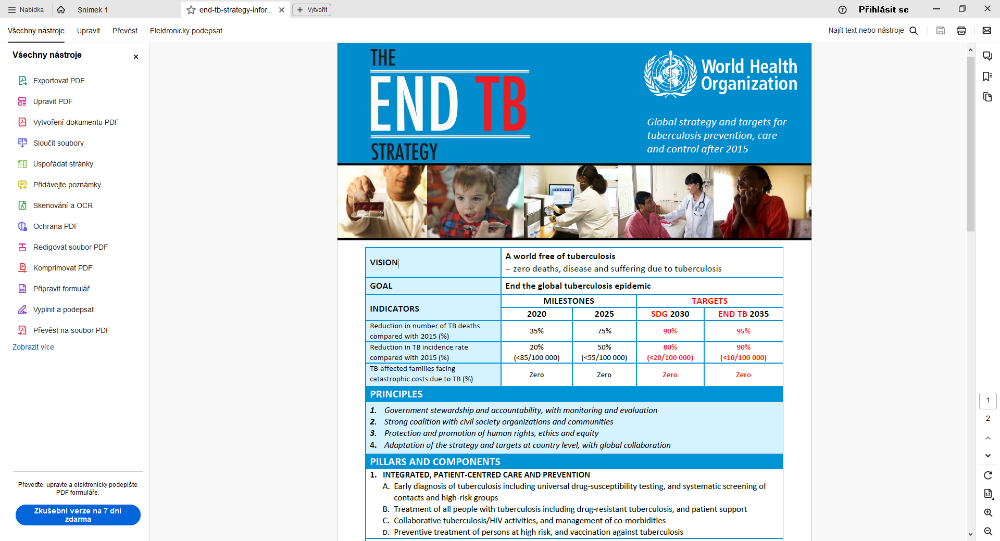 Nabídka
Snímek 1
end-tb-strategy-infor...
Vytvořit
Přihlásit se
Všechny nástroje
Upravit
Převést
Elektronicky podepsat
Najít text nebo nástroje
Všechny nástroje
Exportovat PDF
Upravit PDF
Vytvoření dokumentu PDF
Sloučit soubory
Uspořádat stránky
Přidávejte poznámky
Skenování a OCR
Ochrana PDF
Redigovat soubor PDF
Komprimovat PDF
Připravit formulář
Vyplnit a podepsat
Převést na soubor PDF
Zobrazit více
Převeďte, upravte a elektronicky podepište
PDF formuláře.
Zkušební verze na 7 dní
zdarma
THE
END TB
STRATEGY
World Health
Organization
Global strategy and targets for
tuberculosis prevention, care
and control after 2015
VISION
A world free of tuberculosis
– zero deaths, disease and suffering due to tuberculosis
GOAL
End the global tuberculosis epidemic
INDICATORS
MILESTONES
TARGETS
2020
2025
SDG 2030
END TB 2035
Reduction in number of TB deaths
compared with 2015 (%)
35%
75%
90%
95%
Reduction in TB incidence rate
compared with 2015 (%)
20%
(<85/100 000)
50%
(<55/100 000)
80%
(<20/100 000)
90%
(<10/100 000)
TB-affected families facing
catastrophic costs due to TB (%)
Zero
Zero
Zero
Zero
PRINCIPLES
1. Government stewardship and accountability, with monitoring and evaluation
2. Strong coalition with civil society organizations and communities
3. Protection and promotion of human rights, ethics and equity
4. Adaptation of the strategy and targets at country level, with global collaboration
PILLARS AND COMPONENTS
1. INTEGRATED, PATIENT-CENTRED CARE AND PREVENTION
A. Early diagnosis of tuberculosis including universal drug-susceptibility testing, and systematic screening of
contacts and high-risk groups
B. Treatment of all people with tuberculosis including drug-resistant tuberculosis, and patient support
C. Collaborative tuberculosis/HIV activities, and management of co-morbidities
D. Preventive treatment of persons at high risk, and vaccination against tuberculosis
1
2